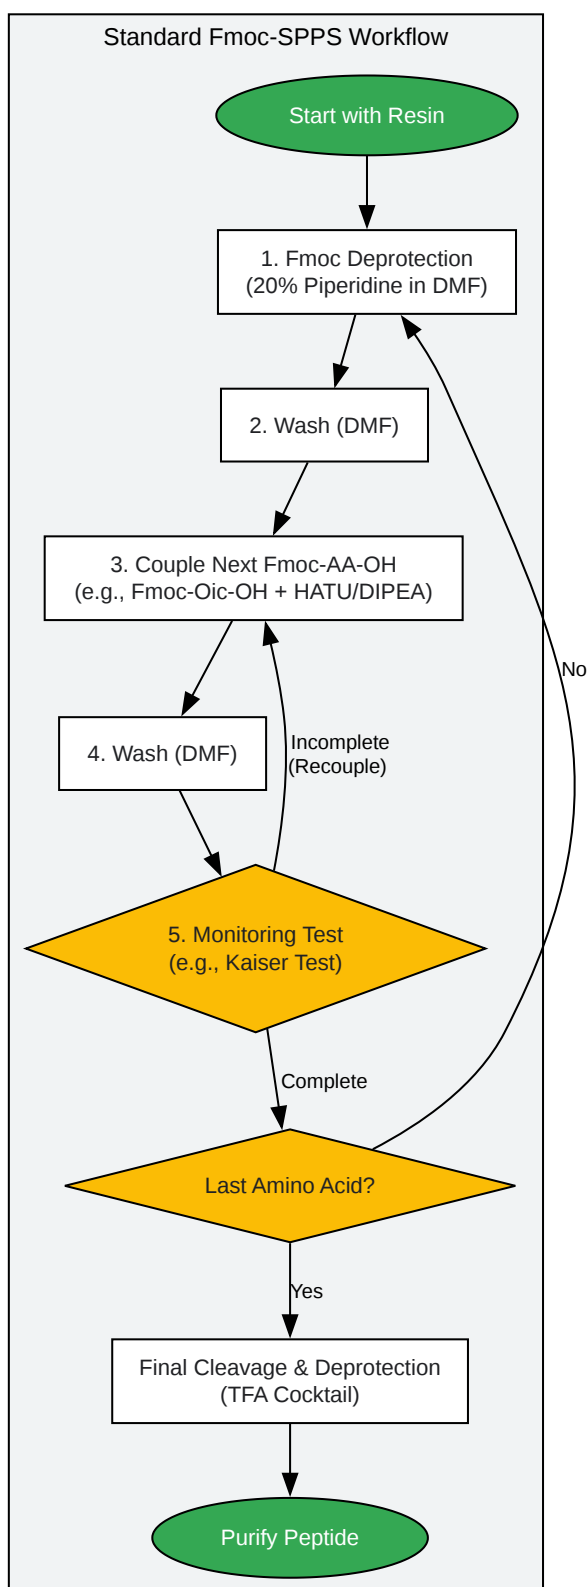 Standard Fmoc-SPPS Workflow
Start with Resin
1. Fmoc Deprotection
(20% Piperidine in DMF)
2. Wash (DMF)
3. Couple Next Fmoc-AA-OH
(e.g., Fmoc-Oic-OH + HATU/DIPEA)
No
4. Wash (DMF)
Incomplete
(Recouple)
5. Monitoring Test
(e.g., Kaiser Test)
Complete
Last Amino Acid?
Yes
Final Cleavage & Deprotection
(TFA Cocktail)
Purify Peptide